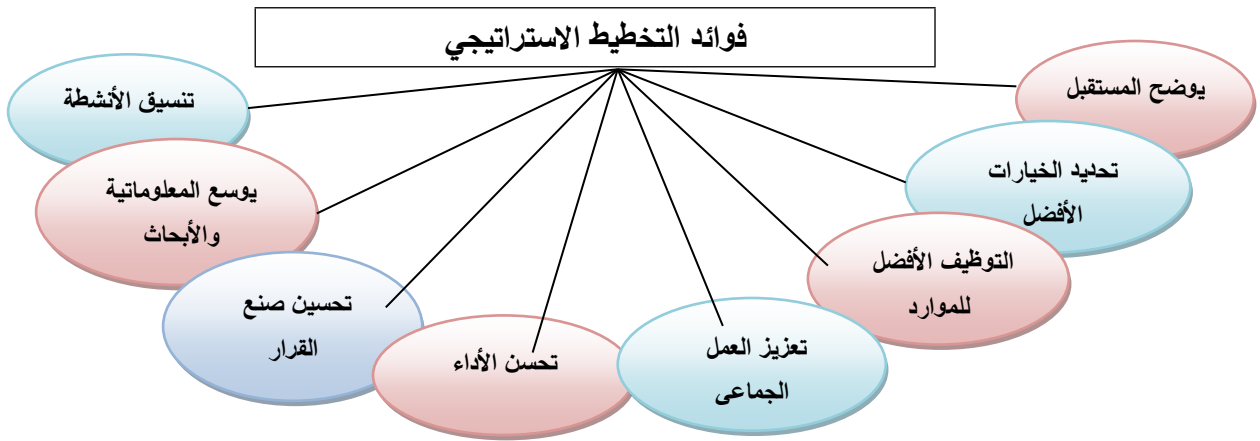 فوائد التخطيط الاستراتيجي
يوضح المستقبل
تحديد الخيارات
الأفضل
التوظيف الأفضل
للموارد
تعزيز العمل
الجماعى
تحسن الأداء
تحسين صنع
القرار
يوسع المعلوماتية
والأبحاث
تنسيق الأنشطة